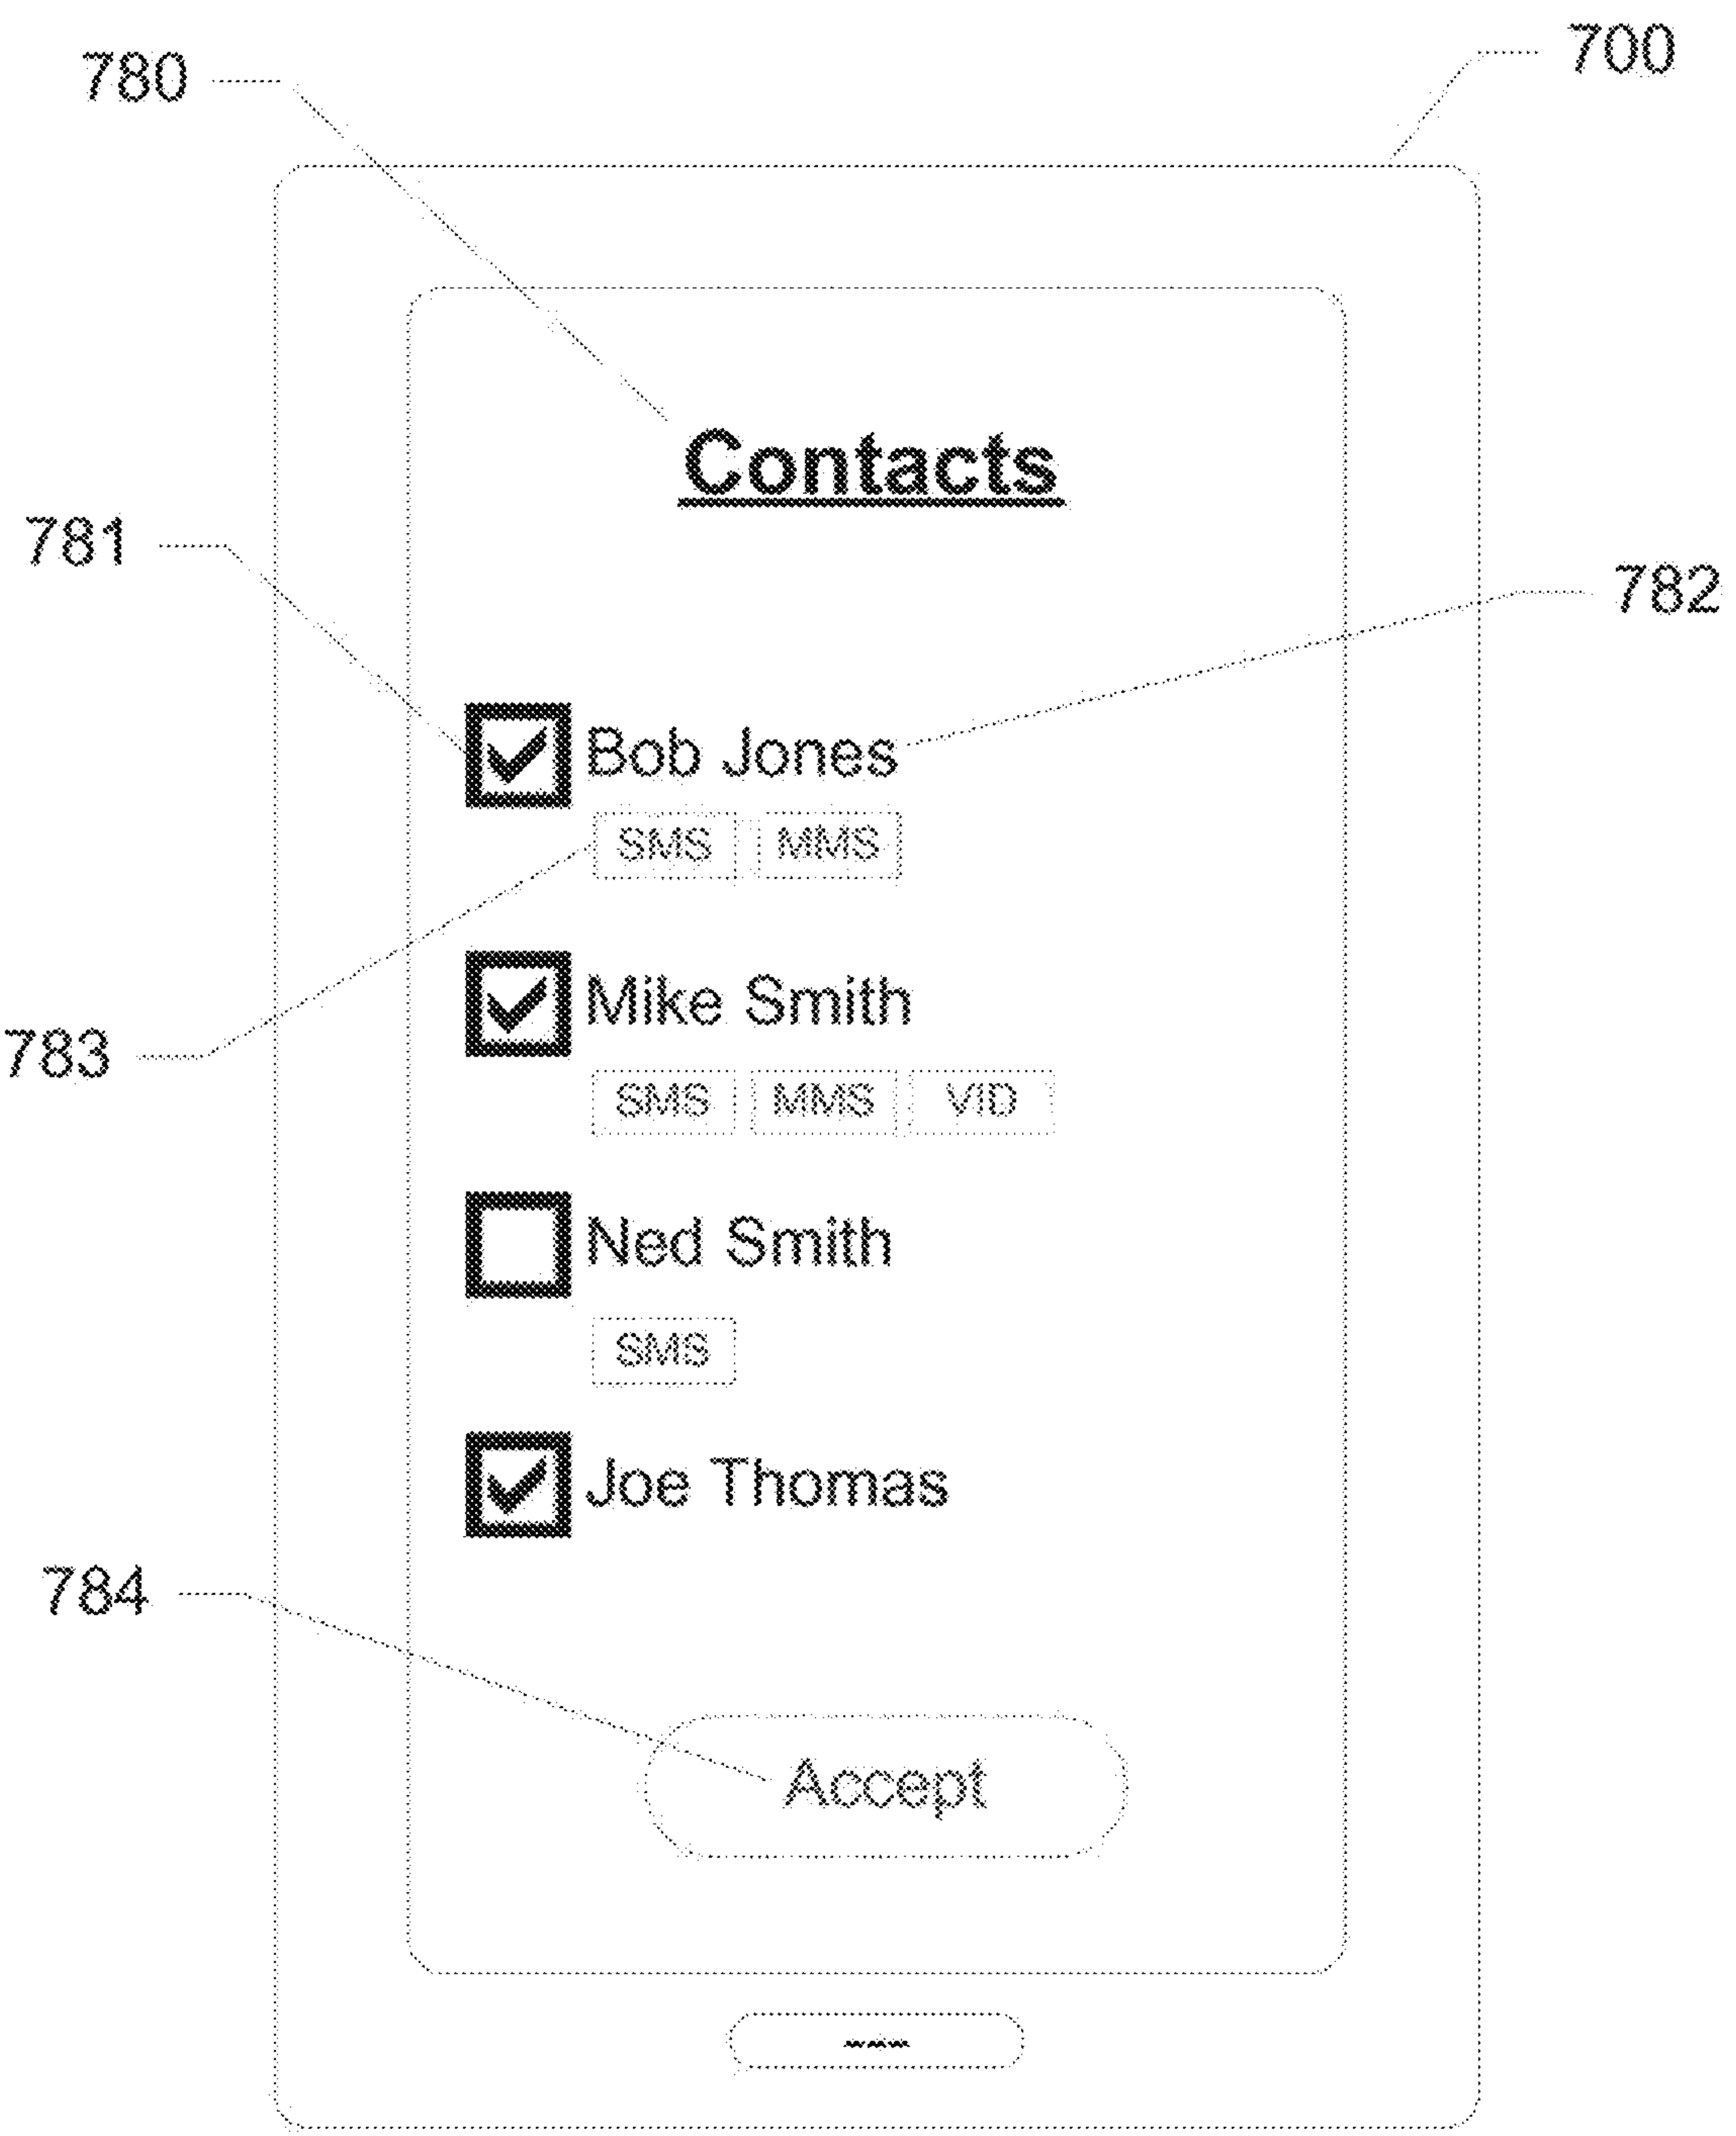 780
700
Contacts
781
782
Bob Jones
SMS MMS
Mike Smith
783
SMS MMS VID
Ned Smith
SMS
Joe Thomas
784
Accept